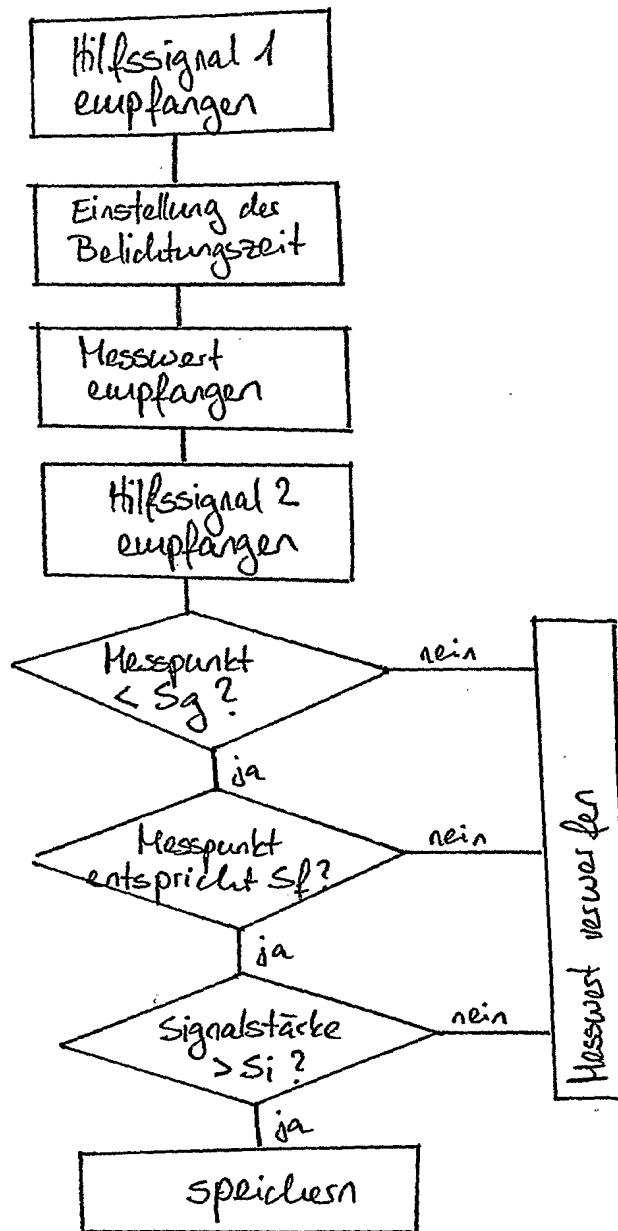 Hilfssignal 1
empfangen
Einstellung der
Belichtungszeit
Messwert
empfangen
Hilfssignal 2
empfangen
Messpunkt
< Sg ?
nein
ja
Messpunkt
entspricht Sf?
nein
ja
Signalstärke
> Si ?
nein
ja
speichern
Messwert verwerfen